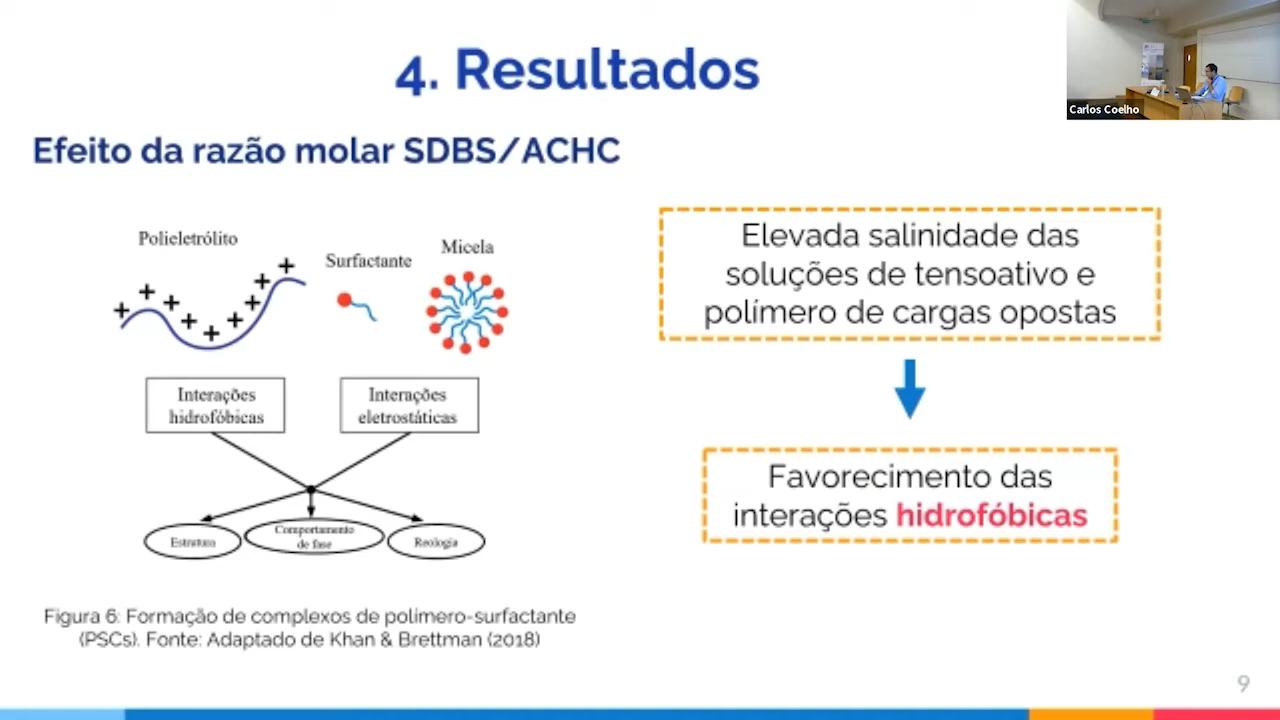 4. Resultados
Carlos Coelho
Efeito da razão molar SDBS/ACHC
Polieletrólito
Surfactante
Micela
Interações
hidrofóbicas
Interações
eletrostáticas
Estrutura
Comportamento
de fase
Reologia
Figura 6: Formação de complexos de polímero-surfactante
(PSCs). Fonte: Adaptado de Khan & Brettman (2018)
Elevada salinidade das
soluções de tensoativo e
polímero de cargas opostas
Favorecimento das
interações hidrofóbicas
9